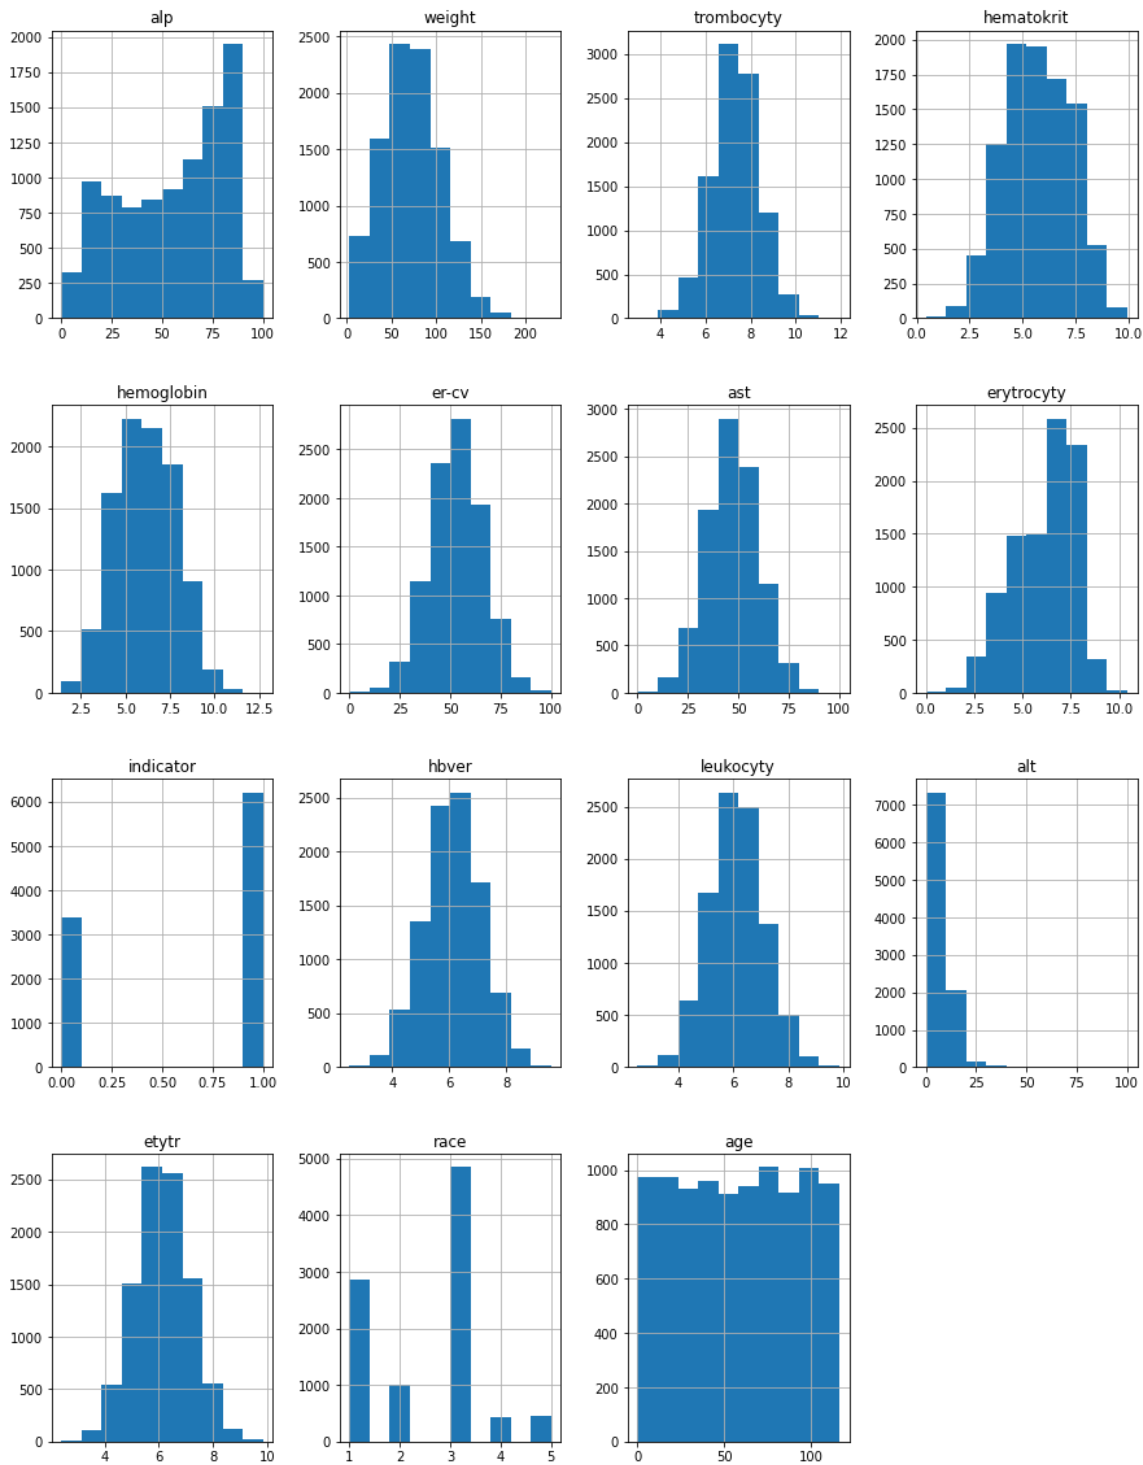 alp weight trombocyty hematokrit
2000 1750 1500 1250 1000 750 500 250 0
0 25 50 75 100
2500 2000 1500 1000 500 0
0 50 100 150 200
3000 2500 2000 1500 1000 500 0
4 6 8 10 12
2000 1750 1500 1250 1000 750 500 250 0
0.0 2.5 5.0 7.5 10.0
hemoglobin er-cv ast erytrocyty
2000 1500 1000 500 0
2.5 5.0 7.5 10.0 12.5
2500 2000 1500 1000 500 0
0 25 50 75 100
3000 2500 2000 1500 1000 500 0
0 25 50 75 100
2500 2000 1500 1000 500 0
0.0 2.5 5.0 7.5 10.0
indicator hbver leukocyty alt
6000 5000 4000 3000 2000 1000 0
0.00 0.25 0.50 0.75 1.00
2500 2000 1500 1000 500 0
4 6 8
2500 2000 1500 1000 500 0
4 6 8 10
7000 6000 5000 4000 3000 2000 1000 0
0 25 50 75 100
etytr race age
2500 2000 1500 1000 500 0
4 6 8 10
5000 4000 3000 2000 1000 0
1 2 3 4 5
1000 800 600 400 200 0
0 50 100